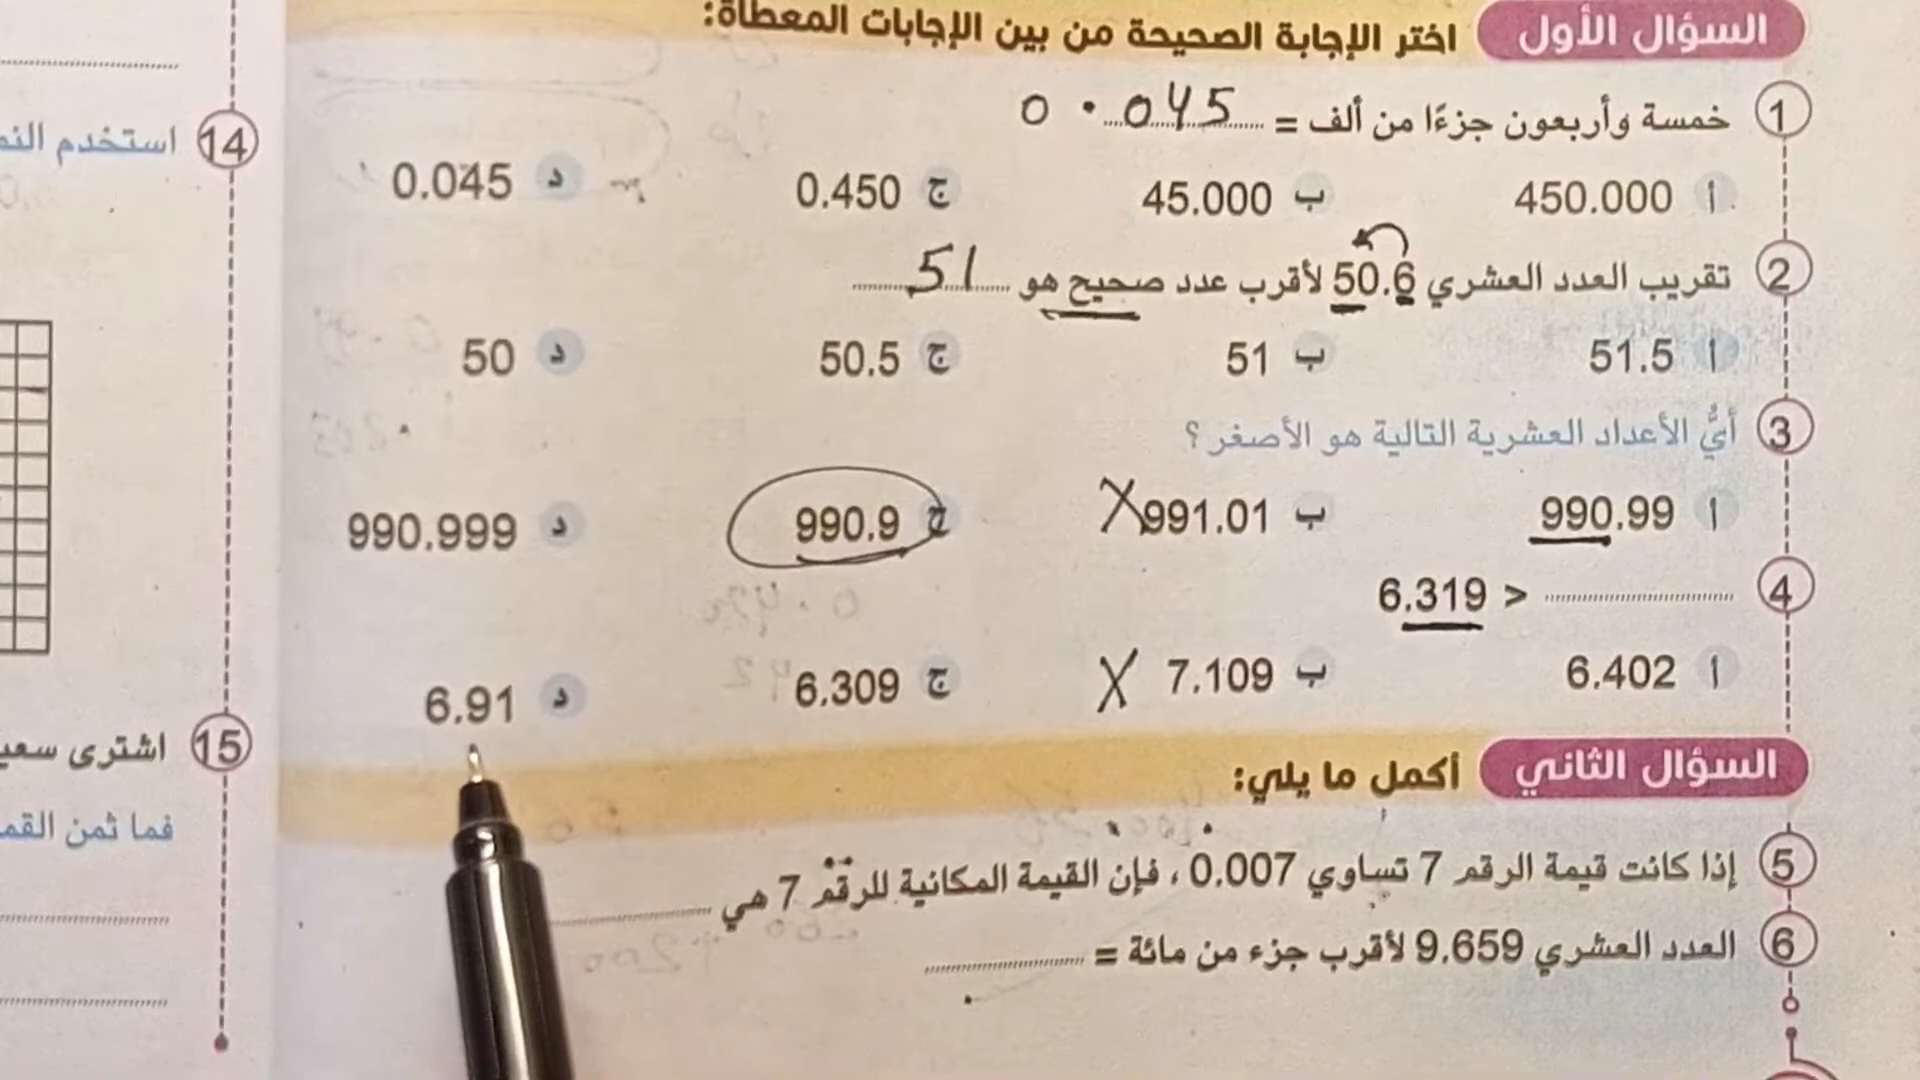 السؤال الأول اختر الإجابة الصحيحة من بين الإجابات المعطاة:
1 خمسة وأربعون جزءًا من ألف = 0.045
ا 450.000 ب 45.000 ج 0.450 د 0.045
2 تقريب العدد العشري 50.6 لأقرب عدد صحيح هو 51
ا 51.5 ب 51 ج 50.5 د 50
3 أيُّ الأعداد العشرية التالية هو الأصغر؟
ا 990.99 ب 991.01 ج 990.9 د 990.999
4 .......... < 6.319
ا 6.402 ب 7.109 ج 6.309 د 6.91
السؤال الثاني أكمل ما يلي:
5 إذا كانت قيمة الرقم 7 تساوي 0.007 ، فإن القيمة المكانية للرقم 7 هي ..........
6 العدد العشري 9.659 لأقرب جزء من مائة = ..........
14 استخدم
15 اشترى
فما ثمن